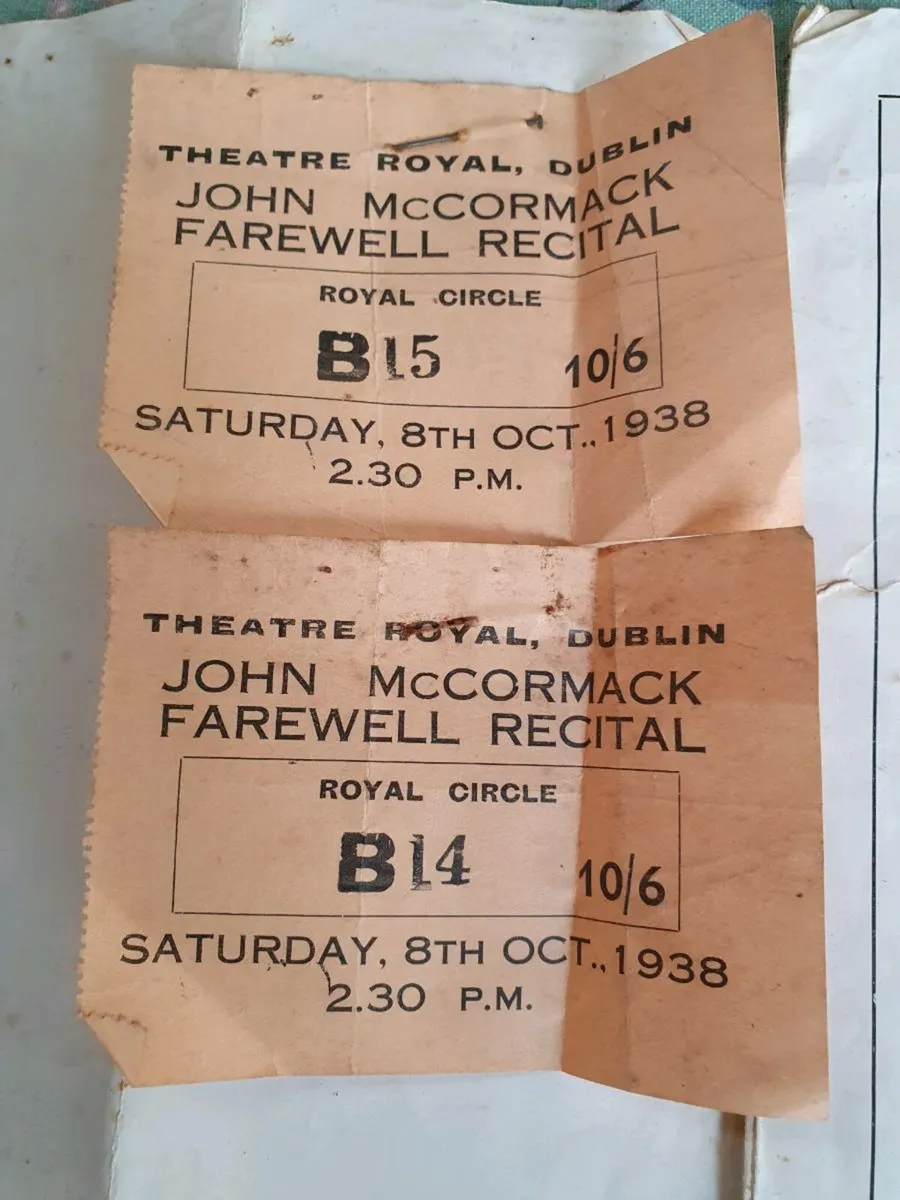 THEATRE ROYAL, DUBLIN
JOHN McCORMACK
FAREWELL RECITAL
ROYAL CIRCLE
B15 10/6
SATURDAY, 8TH OCT., 1938
2.30 P.M.
THEATRE ROYAL, DUBLIN
JOHN McCORMACK
FAREWELL RECITAL
ROYAL CIRCLE
B14 10/6
SATURDAY, 8TH OCT., 1938
2.30 P.M.